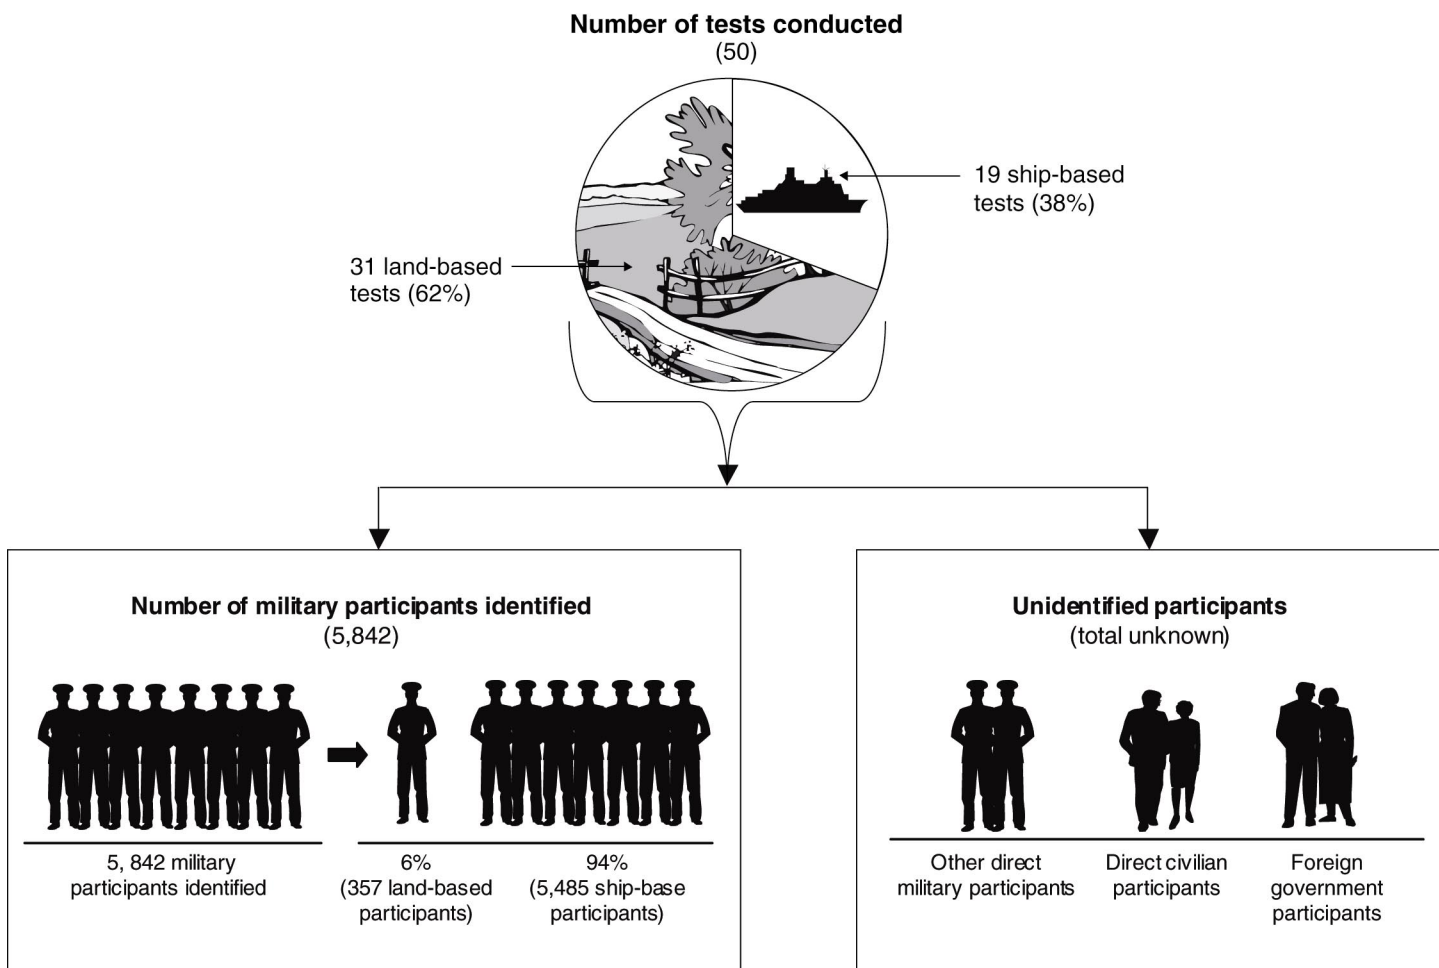 Number of tests conducted
(50)
19 ship-based
tests (38%)
31 land-based
tests (62%)
Number of military participants identified
(5,842)
5, 842 military
participants identified
6%
(357 land-based
participants)
94%
(5,485 ship-base
participants)
Unidentified participants
(total unknown)
Other direct
military participants
Direct civilian
participants
Foreign
government
participants